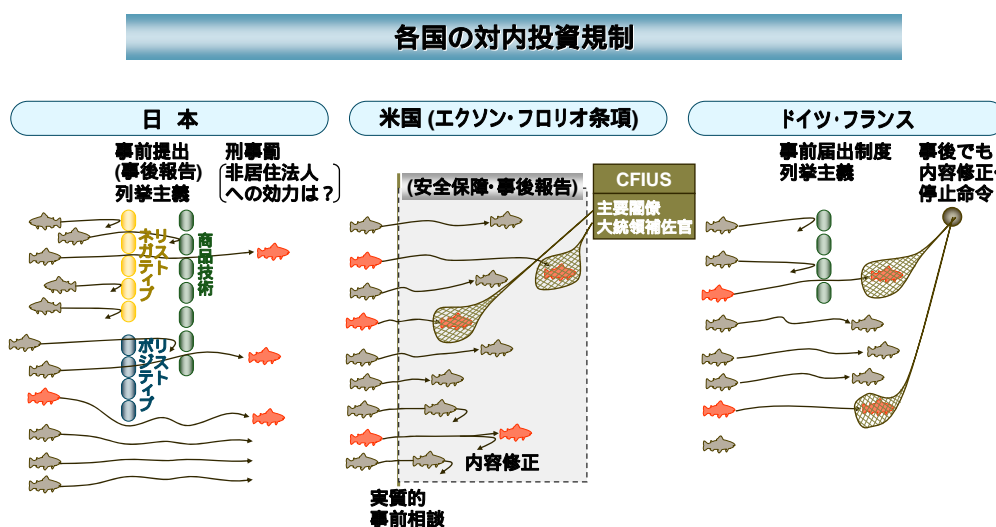 各国の対内投資規制
日 本
事前提出
(事後報告)
列挙主義
刑事罰
非居住法人
への効力は？
ネガティブ
リスト
商品技術
ポジティブ
リスト
米国 (エクソン・フロリオ条項)
(安全保障・事後報告)
CFIUS
主要閣僚
大統領補佐官
内容修正
実質的
事前相談
ドイツ・フランス
事前届出制度
列挙主義
事後でも
内容修正・
停止命令